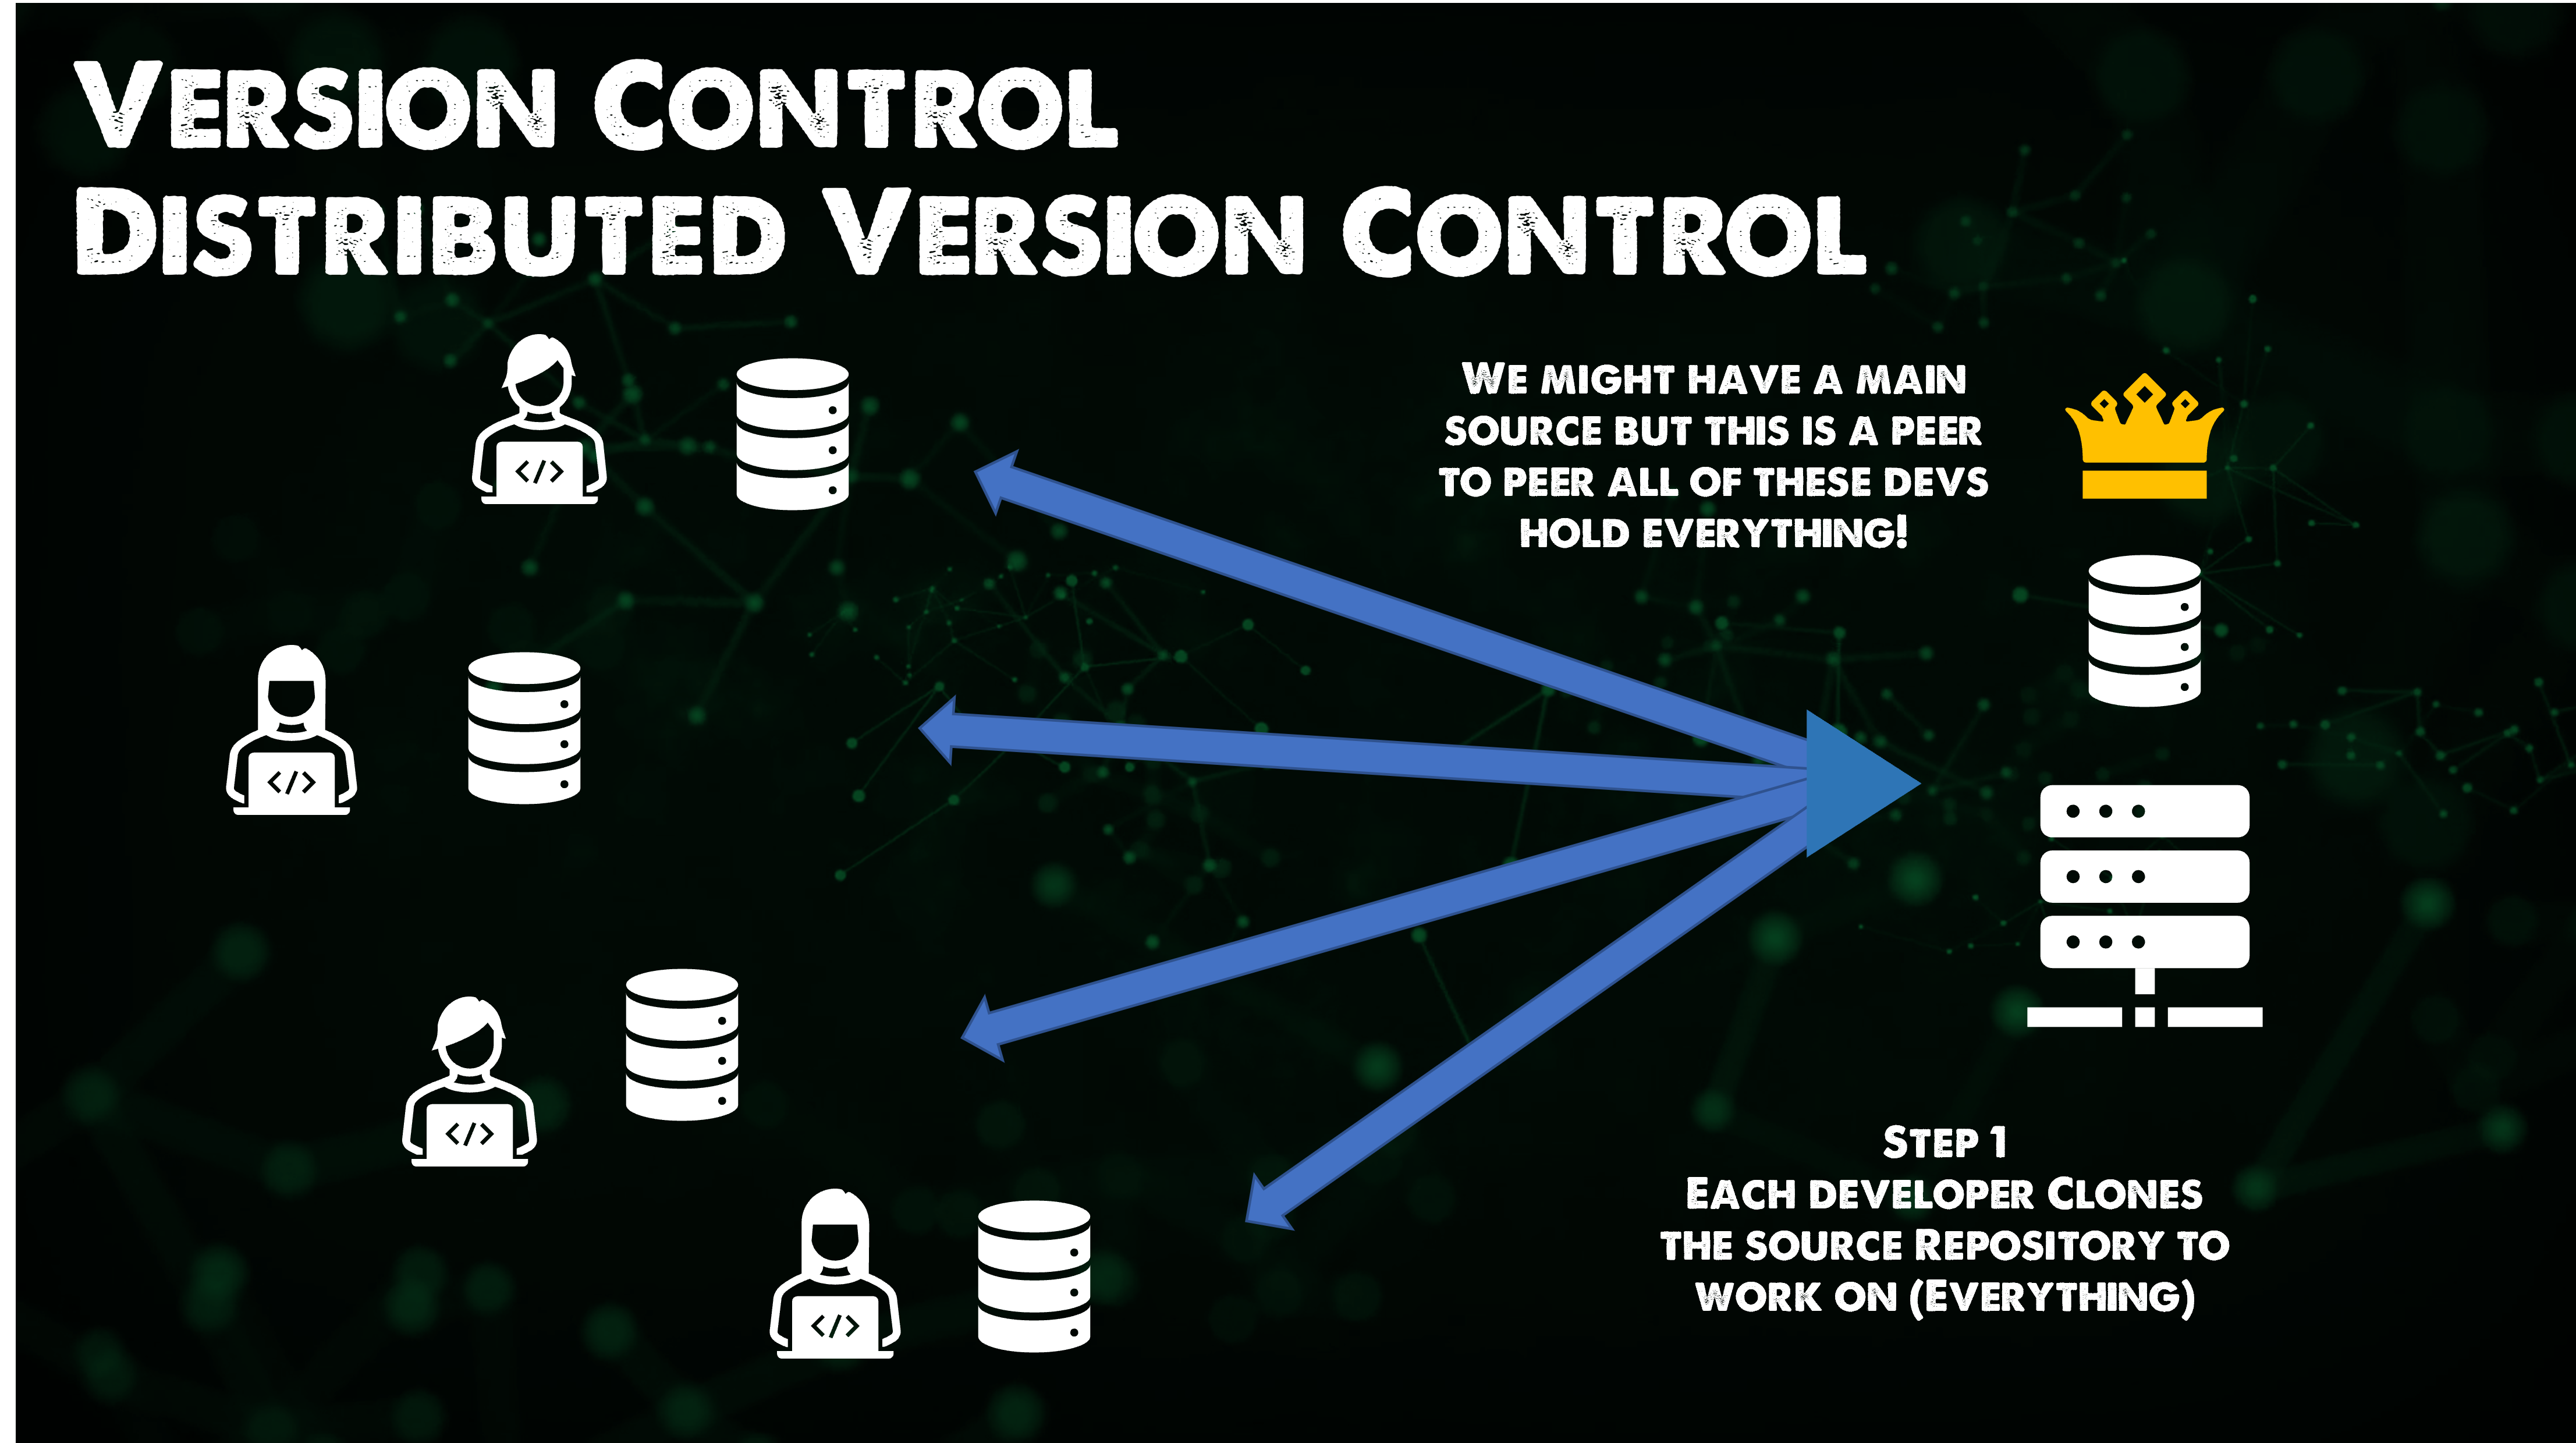 Version Control
Distributed Version Control
We might have a main
source but this is a peer
to peer all of these devs
hold everything!
</>
</>
</>
</>
Step 1
Each developer Clones
the source Repository to
work on (Everything)